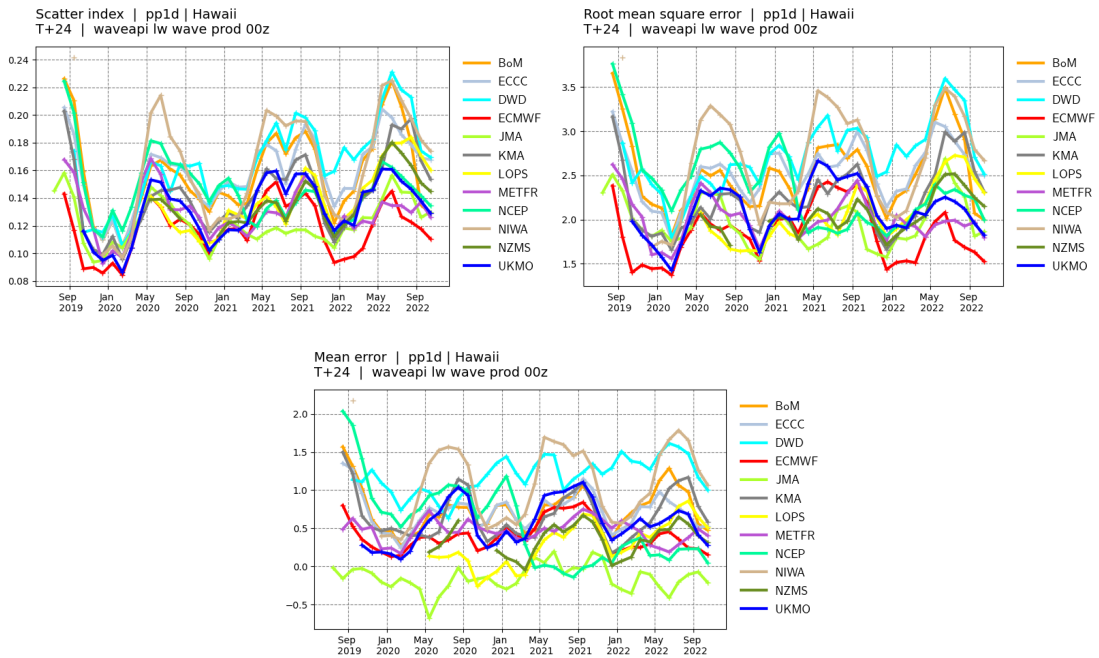 Scatter index | pp1d | Hawaii
T+24 | waveapi lw wave prod 00z
0.24
0.22
0.20
0.18
0.16
0.14
0.12
0.10
0.08
Sep 2019
Jan 2020
May 2020
Sep 2020
Jan 2021
May 2021
Sep 2021
Jan 2022
May 2022
Sep 2022
BoM
ECCC
DWD
ECMWF
JMA
KMA
LOPS
METFR
NCEP
NIWA
NZMS
UKMO
Root mean square error | pp1d | Hawaii
T+24 | waveapi lw wave prod 00z
3.5
3.0
2.5
2.0
1.5
Sep 2019
Jan 2020
May 2020
Sep 2020
Jan 2021
May 2021
Sep 2021
Jan 2022
May 2022
Sep 2022
BoM
ECCC
DWD
ECMWF
JMA
KMA
LOPS
METFR
NCEP
NIWA
NZMS
UKMO
Mean error | pp1d | Hawaii
T+24 | waveapi lw wave prod 00z
2.0
1.5
1.0
0.5
0.0
−0.5
Sep 2019
Jan 2020
May 2020
Sep 2020
Jan 2021
May 2021
Sep 2021
Jan 2022
May 2022
Sep 2022
BoM
ECCC
DWD
ECMWF
JMA
KMA
LOPS
METFR
NCEP
NIWA
NZMS
UKMO